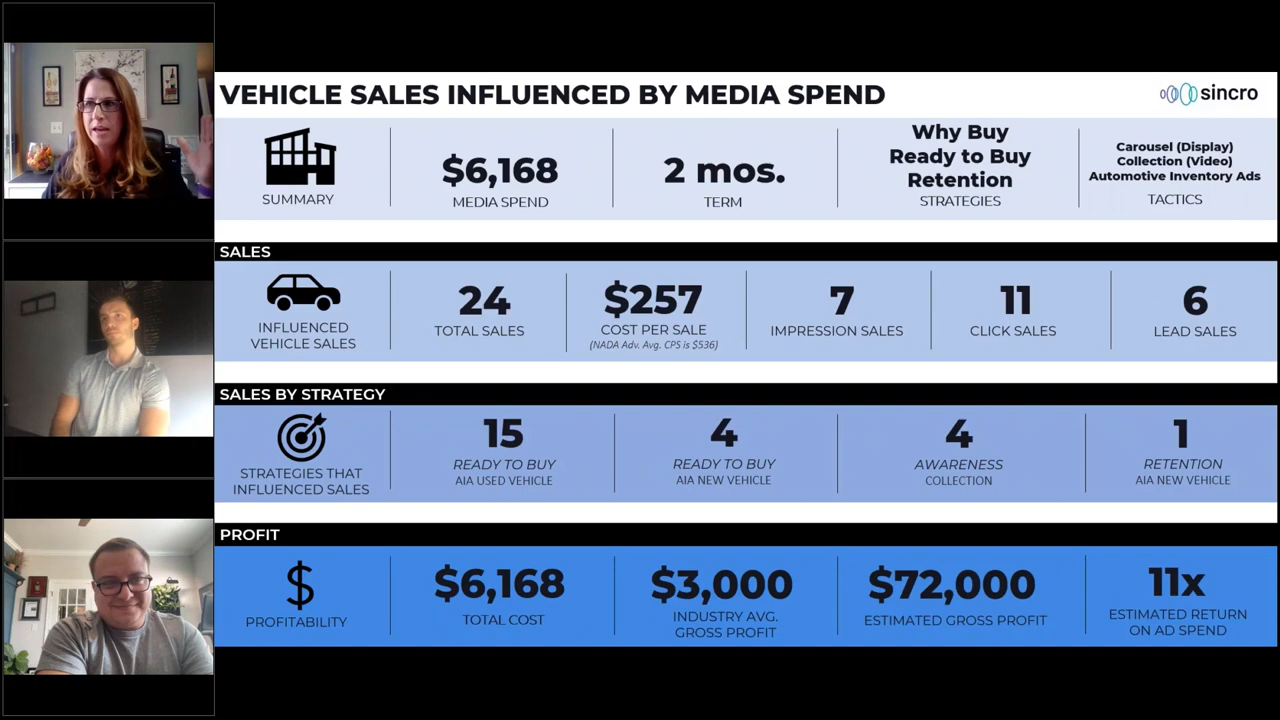 VEHICLE SALES INFLUENCED BY MEDIA SPEND
sincro
SUMMARY
$6,168
MEDIA SPEND
2 mos.
TERM
Why Buy
Ready to Buy
Retention
STRATEGIES
Carousel (Display)
Collection (Video)
Automotive Inventory Ads
TACTICS
SALES
INFLUENCED
VEHICLE SALES
24
TOTAL SALES
$257
COST PER SALE
(NADA Adv. Avg. CPS is $536)
7
IMPRESSION SALES
11
CLICK SALES
6
LEAD SALES
SALES BY STRATEGY
STRATEGIES THAT
INFLUENCED SALES
15
READY TO BUY
AIA USED VEHICLE
4
READY TO BUY
AIA NEW VEHICLE
4
AWARENESS
COLLECTION
1
RETENTION
AIA NEW VEHICLE
PROFIT
$
PROFITABILITY
$6,168
TOTAL COST
$3,000
INDUSTRY AVG.
GROSS PROFIT
$72,000
ESTIMATED GROSS PROFIT
11x
ESTIMATED RETURN
ON AD SPEND